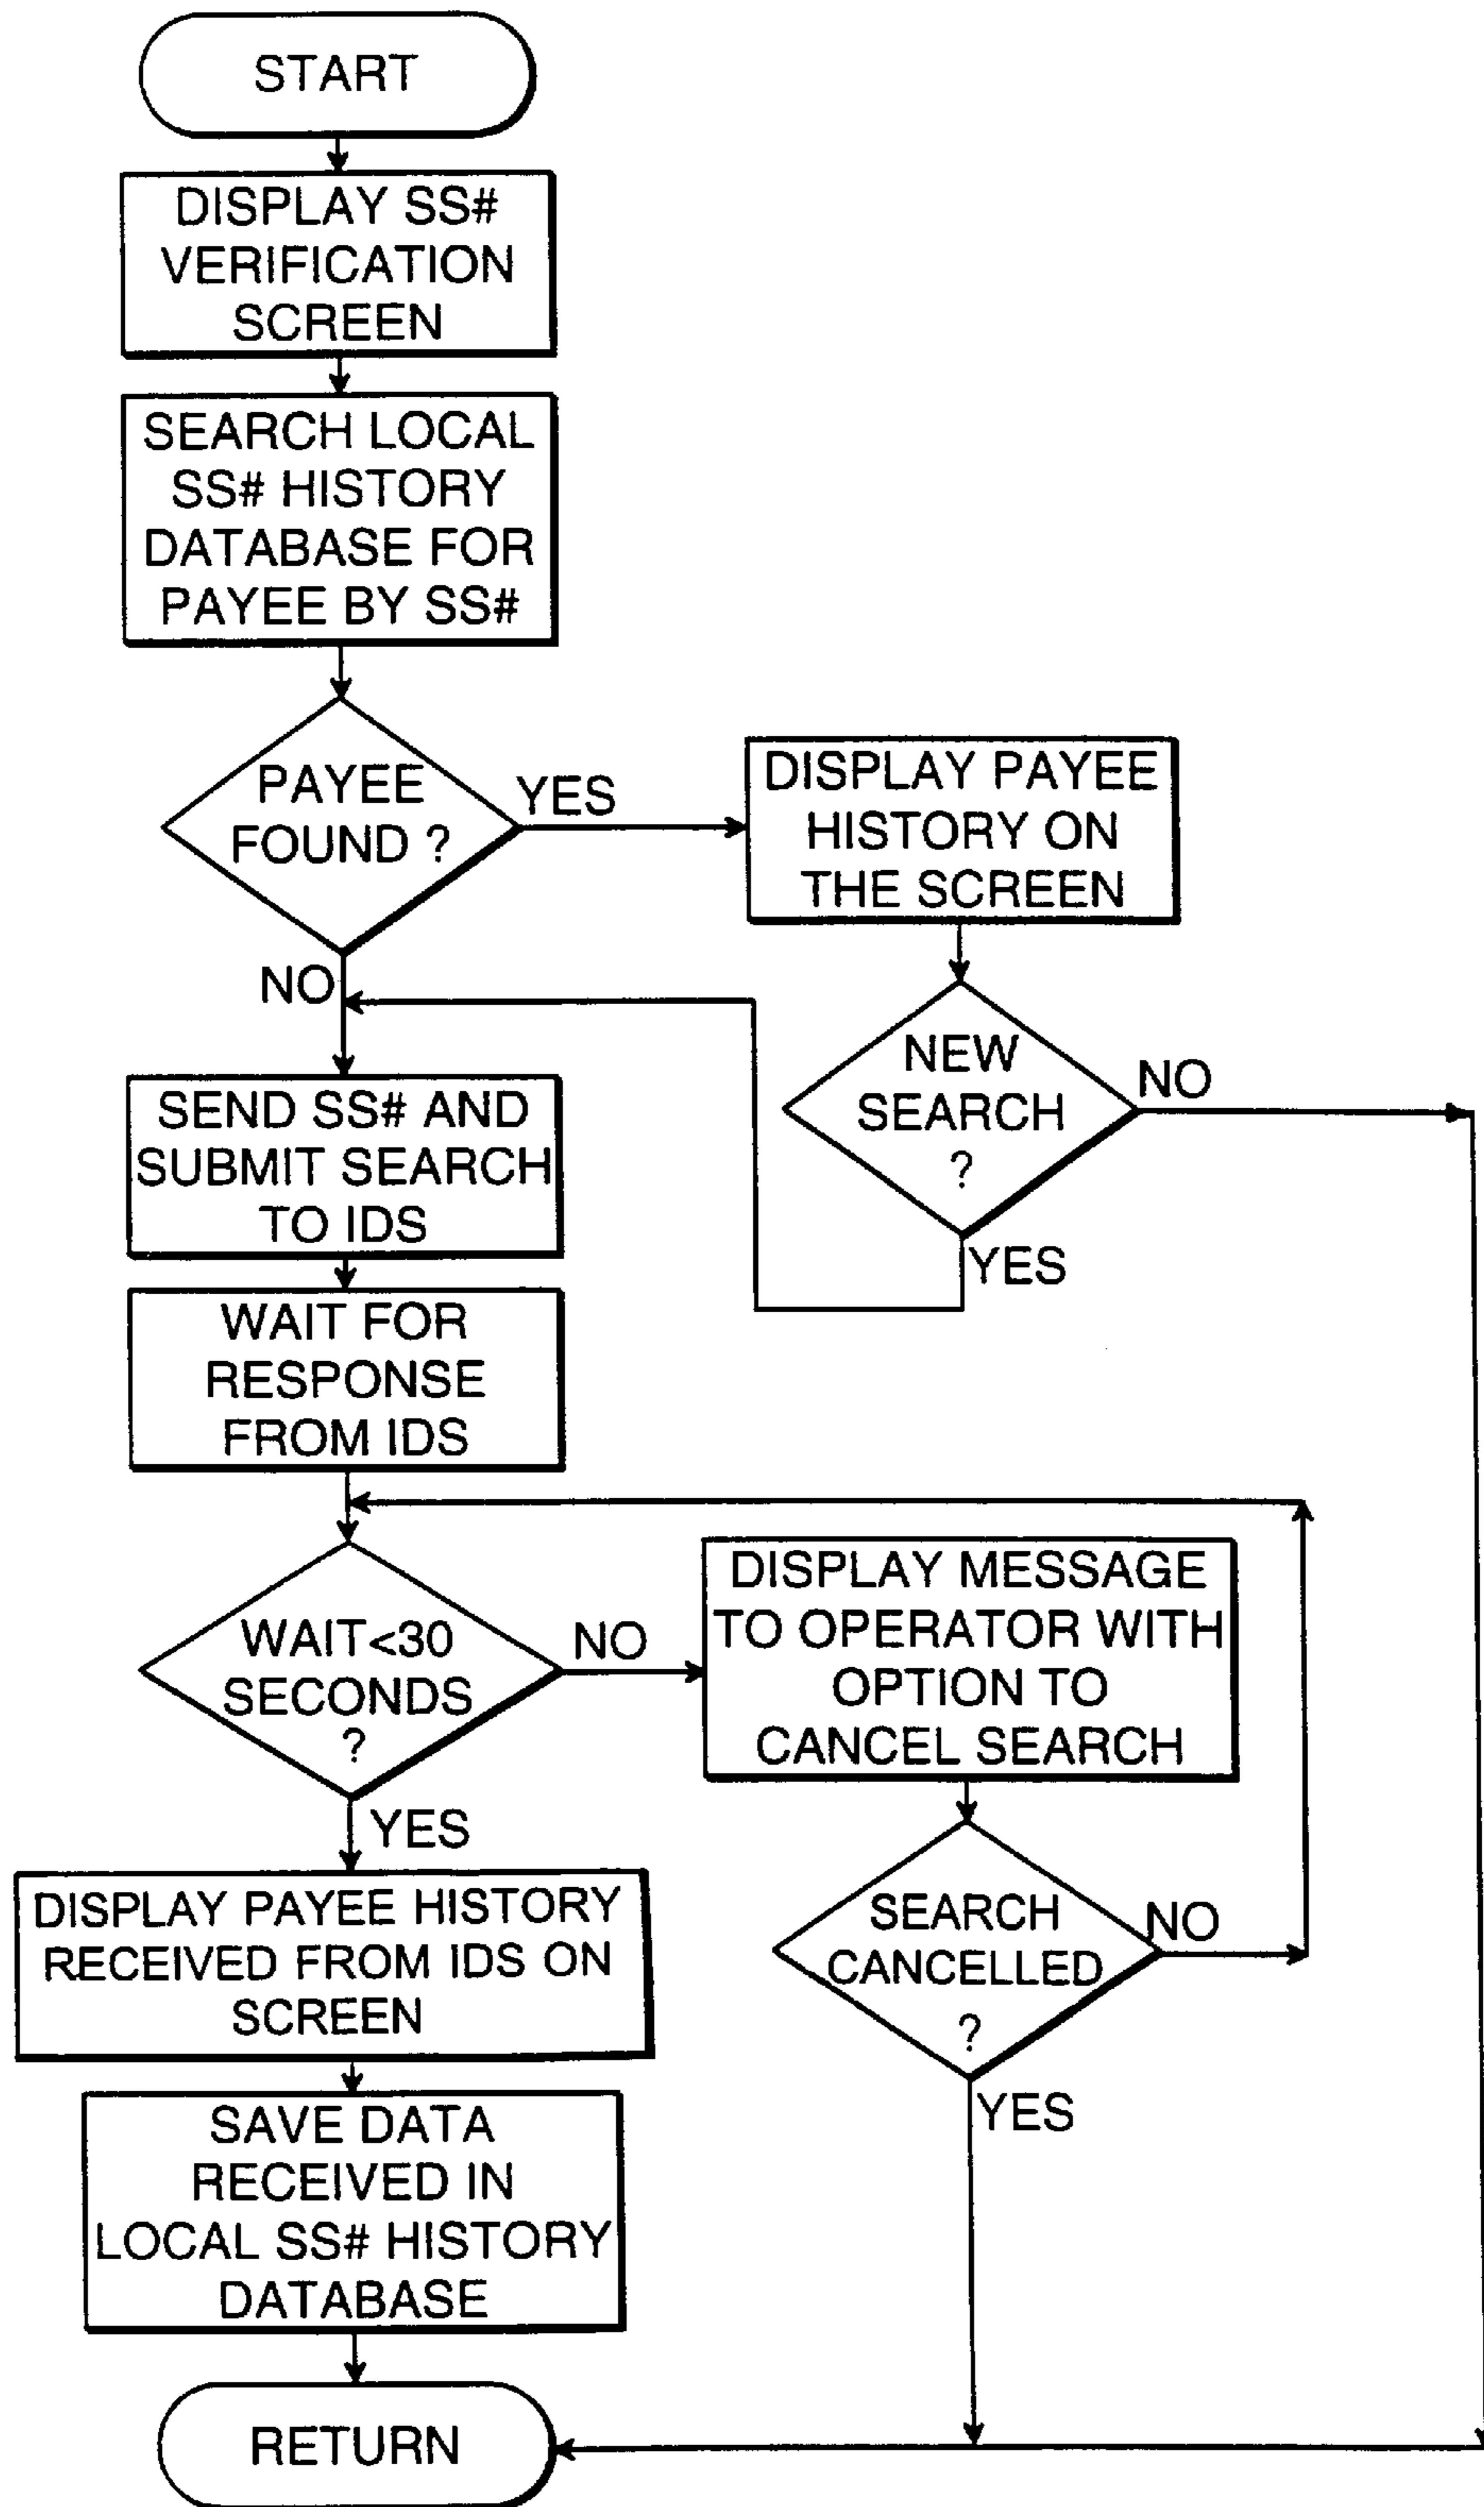 START
DISPLAY SS#
VERIFICATION
SCREEN
SEARCH LOCAL
SS# HISTORY
DATABASE FOR
PAYEE BY SS#
PAYEE
FOUND ?
YES
NO
DISPLAY PAYEE
HISTORY ON
THE SCREEN
NEW
SEARCH
?
NO
YES
SEND SS# AND
SUBMIT SEARCH
TO IDS
WAIT FOR
RESPONSE
FROM IDS
WAIT<30
SECONDS
?
NO
YES
DISPLAY MESSAGE
TO OPERATOR WITH
OPTION TO
CANCEL SEARCH
SEARCH
CANCELLED
?
NO
YES
DISPLAY PAYEE HISTORY
RECEIVED FROM IDS ON
SCREEN
SAVE DATA
RECEIVED IN
LOCAL SS# HISTORY
DATABASE
RETURN